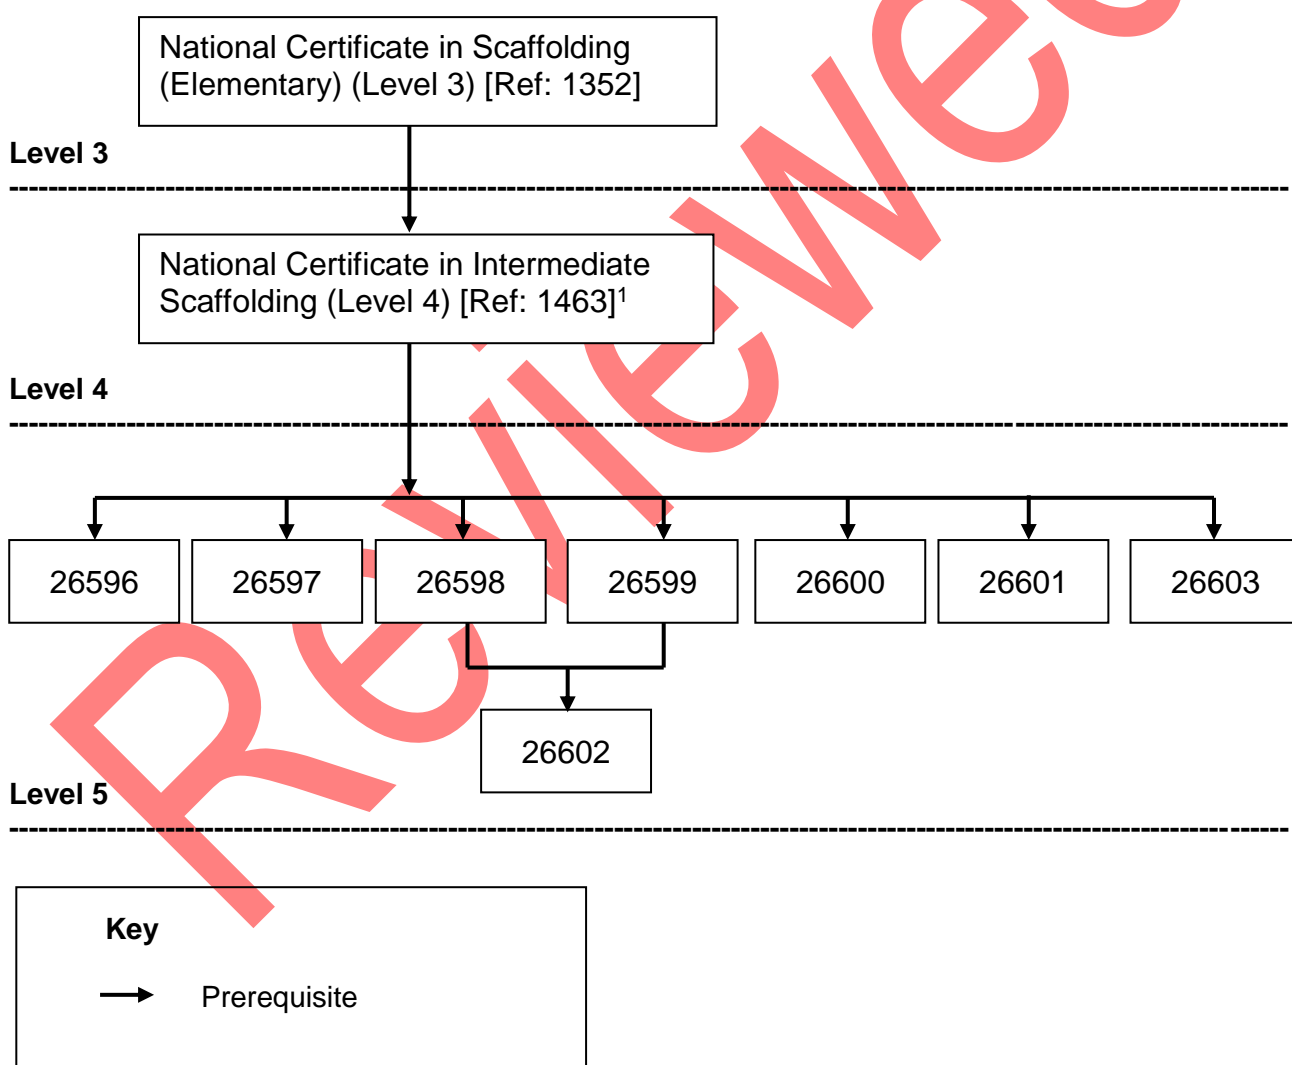 National Certificate in Scaffolding
(Elementary) (Level 3) [Ref: 1352]
Level 3
National Certificate in Intermediate
Scaffolding (Level 4) [Ref: 1463]¹
Level 4
26596 26597 26598 26599 26600 26601 26603
26602
Level 5
Key
Prerequisite
Reviewed